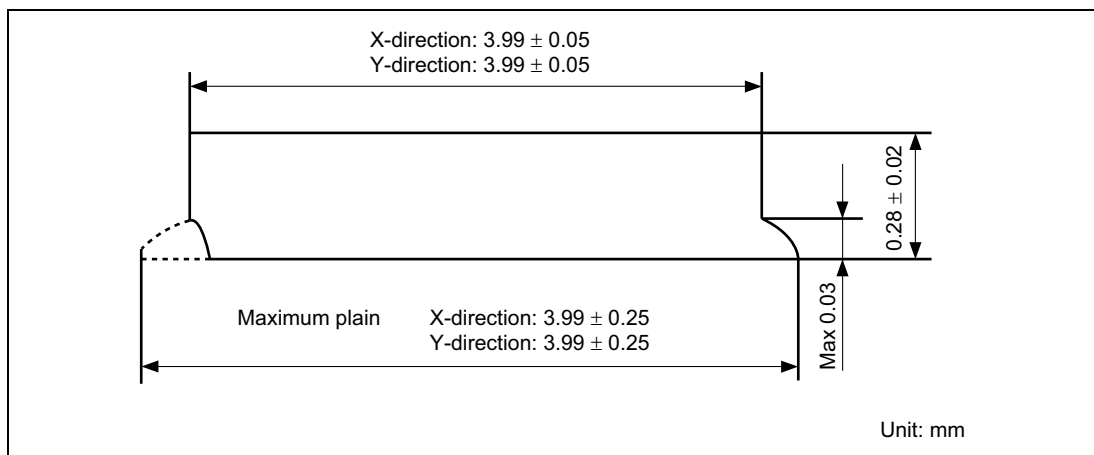 X-direction: 3.99 ± 0.05
Y-direction: 3.99 ± 0.05
0.28 ± 0.02
Max 0.03
Maximum plain X-direction: 3.99 ± 0.25
Y-direction: 3.99 ± 0.25
Unit: mm